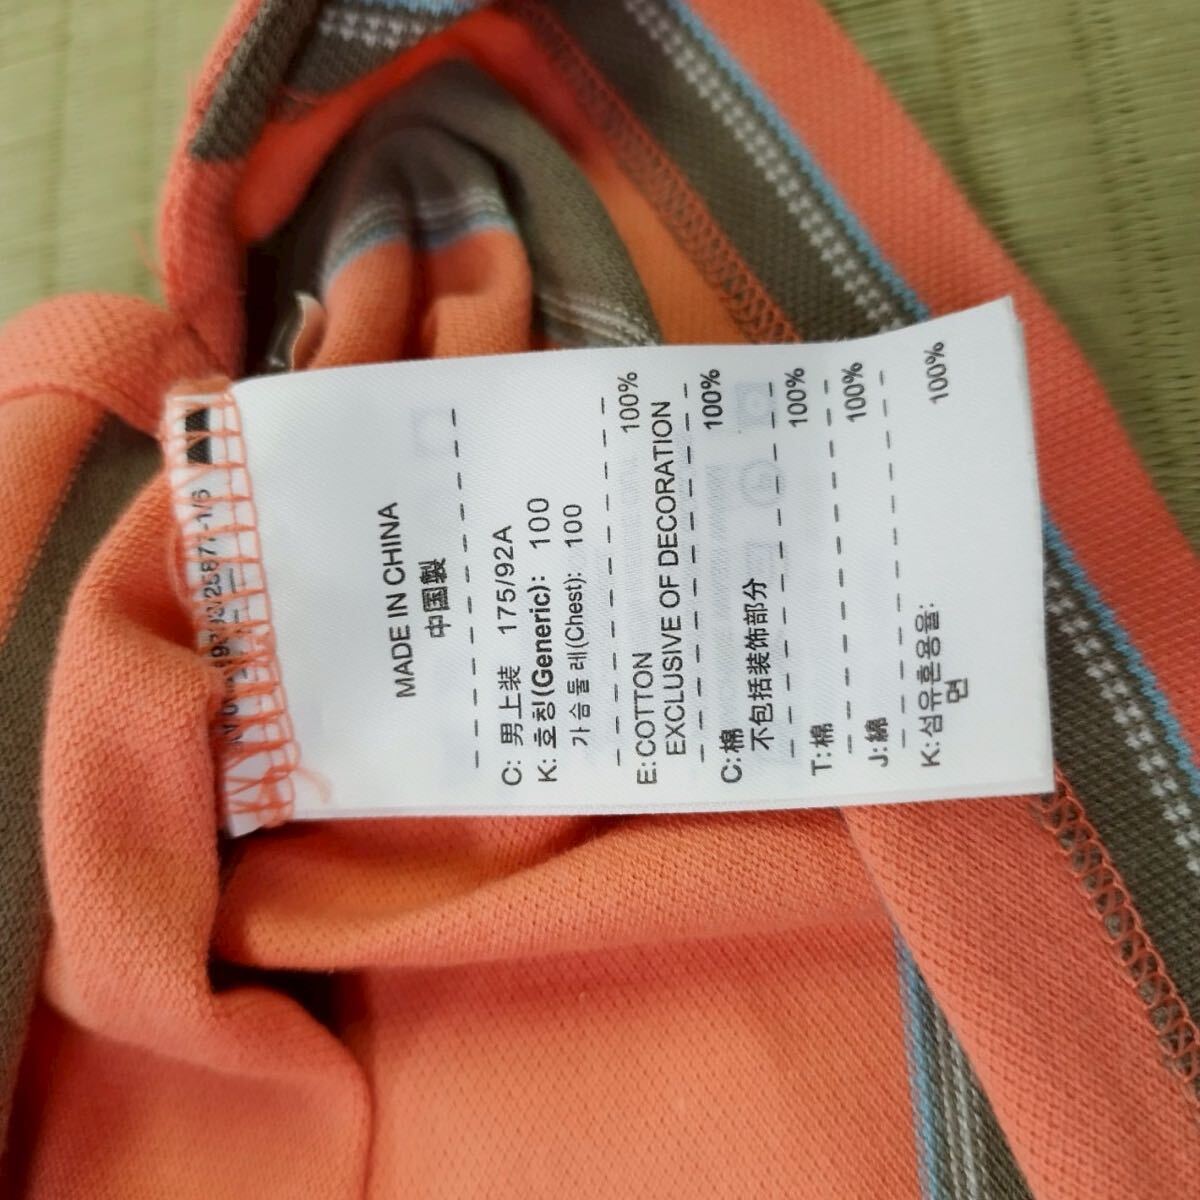 MADE IN CHINA
中国製
C: 男上装 175/92A
K: 호칭(Generic): 100
가슴둘레(Chest): 100
E: COTTON 100%
EXCLUSIVE OF DECORATION
C: 棉 100%
不包括装饰部分
T: 棉 100%
J: 綿 100%
K: 섬유혼용율:
면 100%